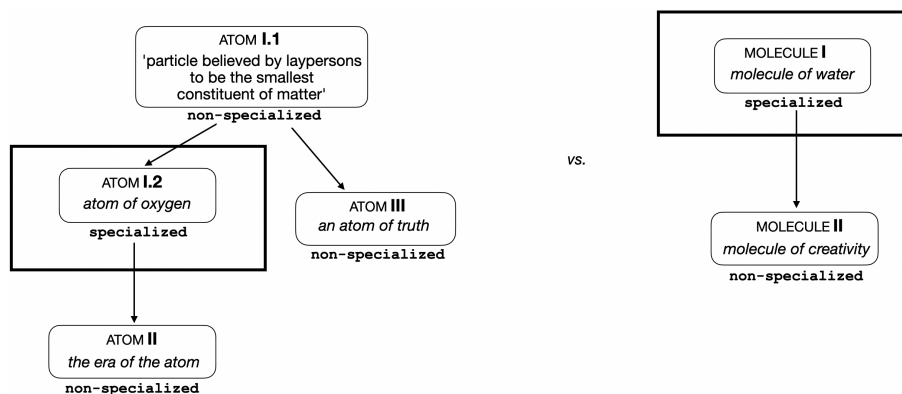 ATOM I.1
'particle believed by laypersons
to be the smallest
constituent of matter'
non-specialized
ATOM I.2
atom of oxygen
specialized
ATOM III
an atom of truth
non-specialized
ATOM II
the era of the atom
non-specialized
vs.
MOLECULE I
molecule of water
specialized
MOLECULE II
molecule of creativity
non-specialized